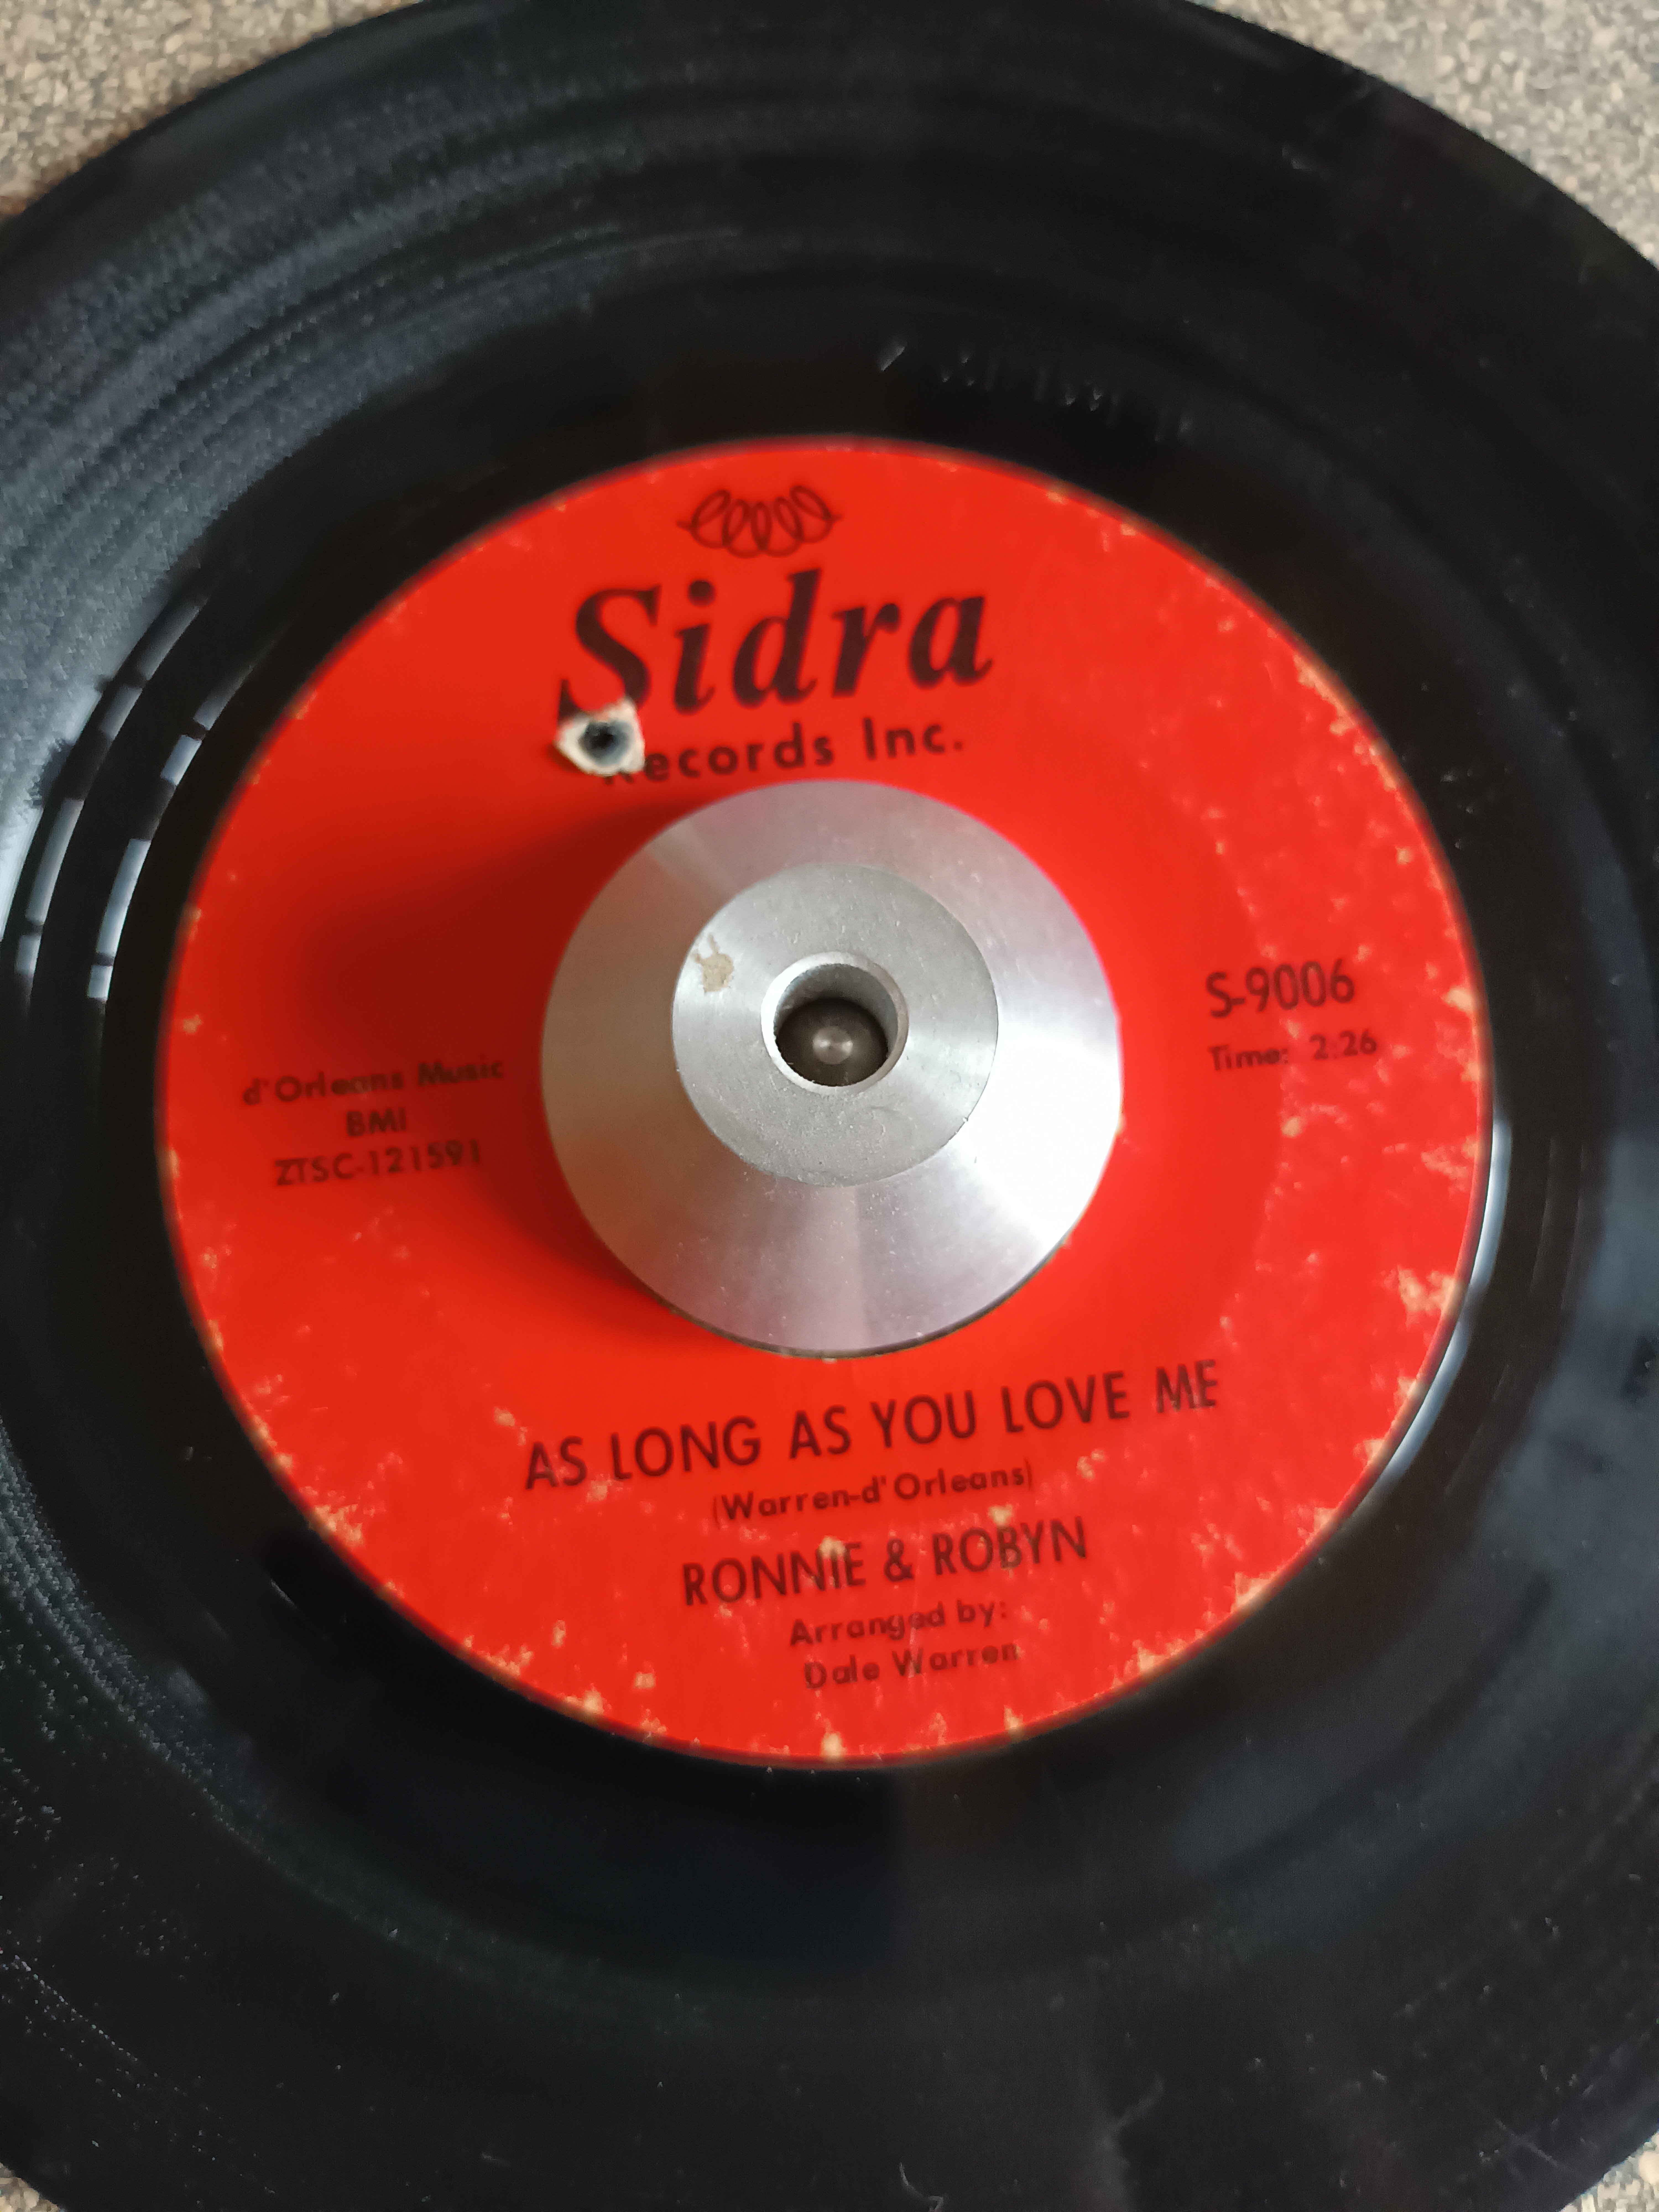 Sidra
Records Inc.
S-9006
Time: 2:26
d'Orleans Music
BMI
ZTSC-121591
AS LONG AS YOU LOVE ME
(Warren-d'Orleans)
RONNIE & ROBYN
Arranged by:
Dale Warren